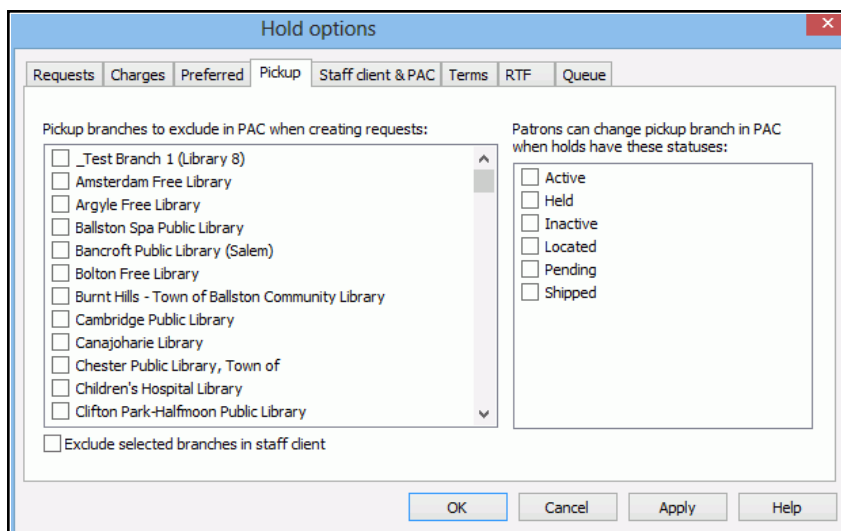 Hold options
Requests Charges Preferred Pickup Staff client & PAC Terms RTF Queue
Pickup branches to exclude in PAC when creating requests:
_Test Branch 1 (Library 8)
Amsterdam Free Library
Argyle Free Library
Ballston Spa Public Library
Bancroft Public Library (Salem)
Bolton Free Library
Burnt Hills - Town of Ballston Community Library
Cambridge Public Library
Canajoharie Library
Chester Public Library, Town of
Children's Hospital Library
Clifton Park-Halfmoon Public Library
Exclude selected branches in staff client
Patrons can change pickup branch in PAC
when holds have these statuses:
Active
Held
Inactive
Located
Pending
Shipped
OK Cancel Apply Help